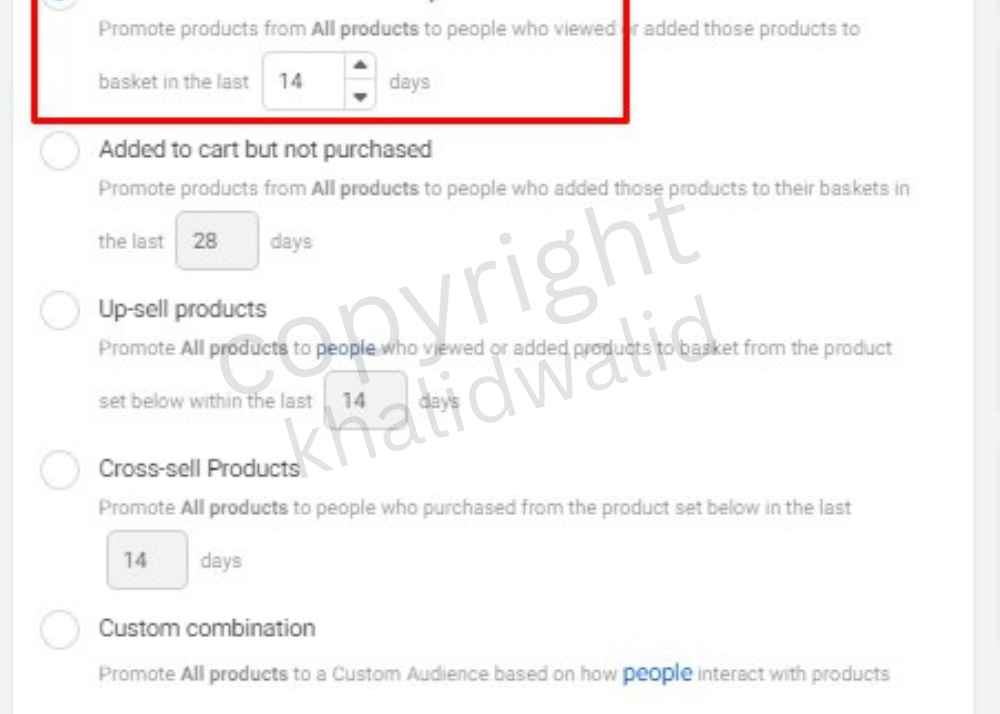 Promote products from All products to people who viewed or added those products to
basket in the last 14 days
Added to cart but not purchased
Promote products from All products to people who added those products to their baskets in
the last 28 days
Up-sell products
Promote All products to people who viewed or added products to basket from the product
set below within the last 14 days
Cross-sell Products
Promote All products to people who purchased from the product set below in the last
14 days
Custom combination
Promote All products to a Custom Audience based on how people interact with products
copyright
khalidwalid